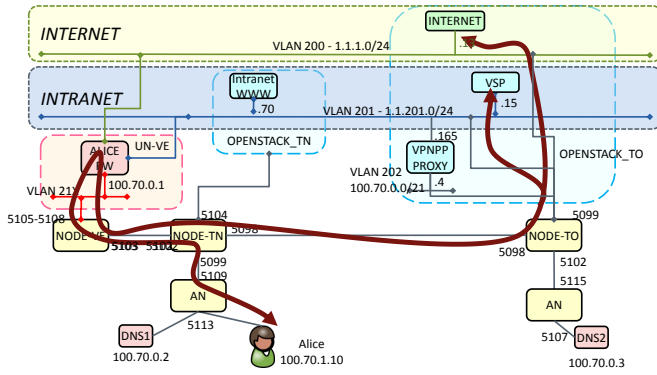 INTERNET
INTERNET
VLAN 200 - 1.1.1.0/24
INTRANET
Intranet
WWW
.70
VSP
.15
VLAN 201 - 1.1.201.0/24
UN-VE
OPENSTACK_TN
.165
OPENSTACK_TO
ALICE
FW
VPNPP
PROXY
VLAN 202
100.70.0.0/21
.4
100.70.0.1
VLAN 21X
5105-5108
5104
5098
5099
NODE-VE
5103
NODE-TN
5098
NODE-TO
5099
5109
5102
5115
AN
AN
DNS1
5113
5107
DNS2
100.70.0.2
Alice
100.70.1.10
100.70.0.3